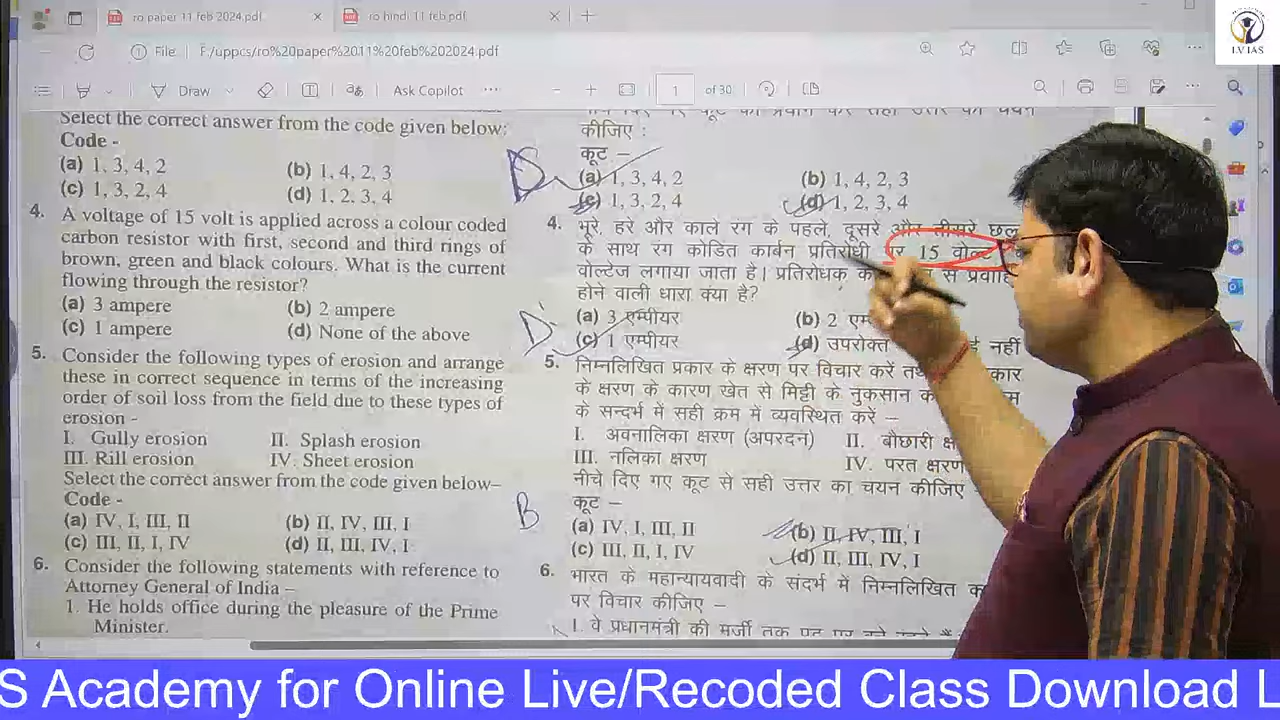 ro paper 11 feb 2024.pdf
ro hindi 11 feb.pdf
File
F:/uppcs/ro%20paper%2011%20feb%202024.pdf
Draw
Ask Copilot
1
of 30
LV IAS
Select the correct answer from the code given below:
Code -
(a) 1, 3, 4, 2
(b) 1, 4, 2, 3
(c) 1, 3, 2, 4
(d) 1, 2, 3, 4
4. A voltage of 15 volt is applied across a colour coded
carbon resistor with first, second and third rings of
brown, green and black colours. What is the current
flowing through the resistor?
(a) 3 ampere
(b) 2 ampere
(c) 1 ampere
(d) None of the above
5. Consider the following types of erosion and arrange
these in correct sequence in terms of the increasing
order of soil loss from the field due to these types of
erosion -
I. Gully erosion
II. Splash erosion
III. Rill erosion
IV. Sheet erosion
Select the correct answer from the code given below–
Code -
(a) IV, I, III, II
(b) II, IV, III, I
(c) III, II, I, IV
(d) II, III, IV, I
6. Consider the following statements with reference to
Attorney General of India –
1. He holds office during the pleasure of the Prime
Minister.
कीजिए :
कूट –
(a) 1, 3, 4, 2
(b) 1, 4, 2, 3
(c) 1, 3, 2, 4
(d) 1, 2, 3, 4
4. भूरे, हरे और काले रंग के पहले, दूसरे और तीसरे
के साथ रंग कोडित कार्बन प्रतिरोधी पर 15 वोल्ट
वोल्टेज लगाया जाता है। प्रतिरोधक से
होने वाली धारा क्या है?
(a) 3 एम्पीयर
(b) 2
(c) 1 एम्पीयर
(d) उपरोक्त नहीं
5. निम्नलिखित प्रकार के क्षरण पर विचार करें
के क्षरण के कारण खेत से मिट्टी के नुकसान
के सन्दर्भ में सही क्रम में व्यवस्थित करें –
I. अवनालिका क्षरण (अपरदन)
II. बौछारी
III. नलिका क्षरण
IV. परत क्षरण
नीचे दिए गए कूट से सही उत्तर का चयन कीजिए
कूट –
(a) IV, I, III, II
(b) II, IV, III, I
(c) III, II, I, IV
(d) II, III, IV, I
B
6. भारत के महान्यायवादी के संदर्भ में निम्नलिखित
पर विचार कीजिए –
S Academy for Online Live/Recoded Class Download L